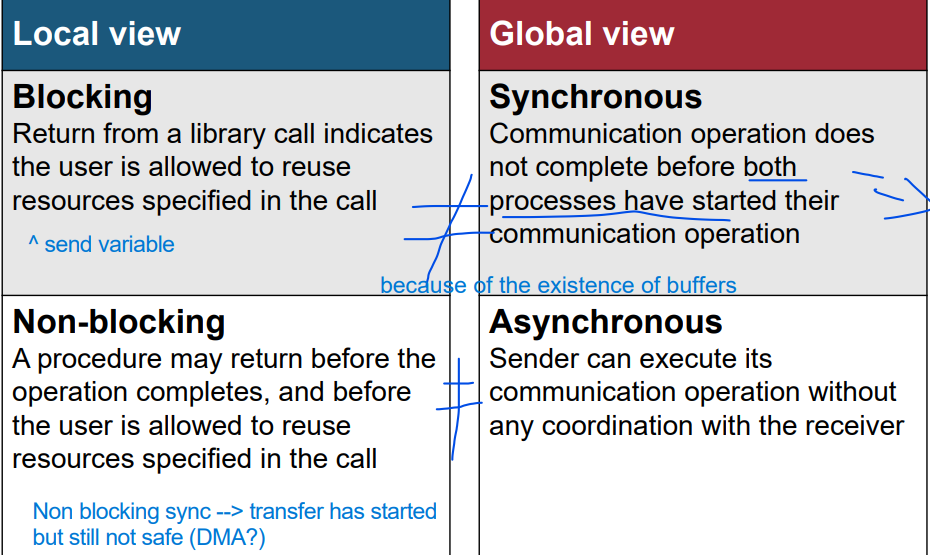 Local view
Blocking
Return from a library call indicates
the user is allowed to reuse
resources specified in the call
^ send variable
Global view
Synchronous
Communication operation does
not complete before both
processes have started their
communication operation
because of the existence of buffers
Non-blocking
A procedure may return before the
operation completes, and before
the user is allowed to reuse
resources specified in the call
Non blocking sync --> transfer has started
but still not safe (DMA?)
Asynchronous
Sender can execute its
communication operation without
any coordination with the receiver